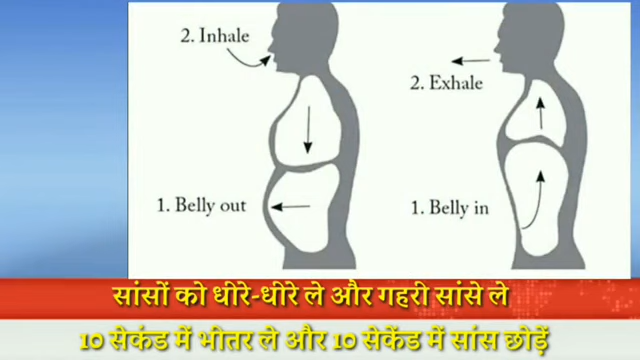 2. Inhale
2. Exhale
1. Belly out
1. Belly in
सांसों को धीरे-धीरे ले और गहरी सांसे ले
10 सेकंड में भीतर ले और 10 सेकेंड में सांस छोड़ें